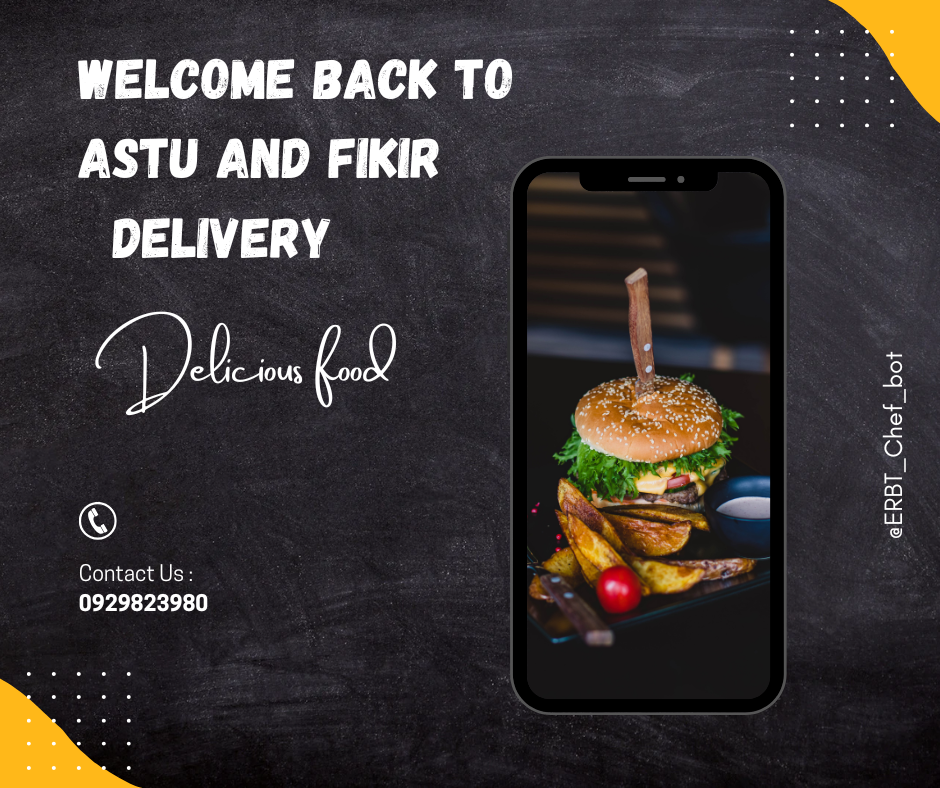 WELCOME BACK TO
ASTU AND FIKIR
DELIVERY
Delicious food
Contact Us :
0929823980
@ERBT_Chef_bot